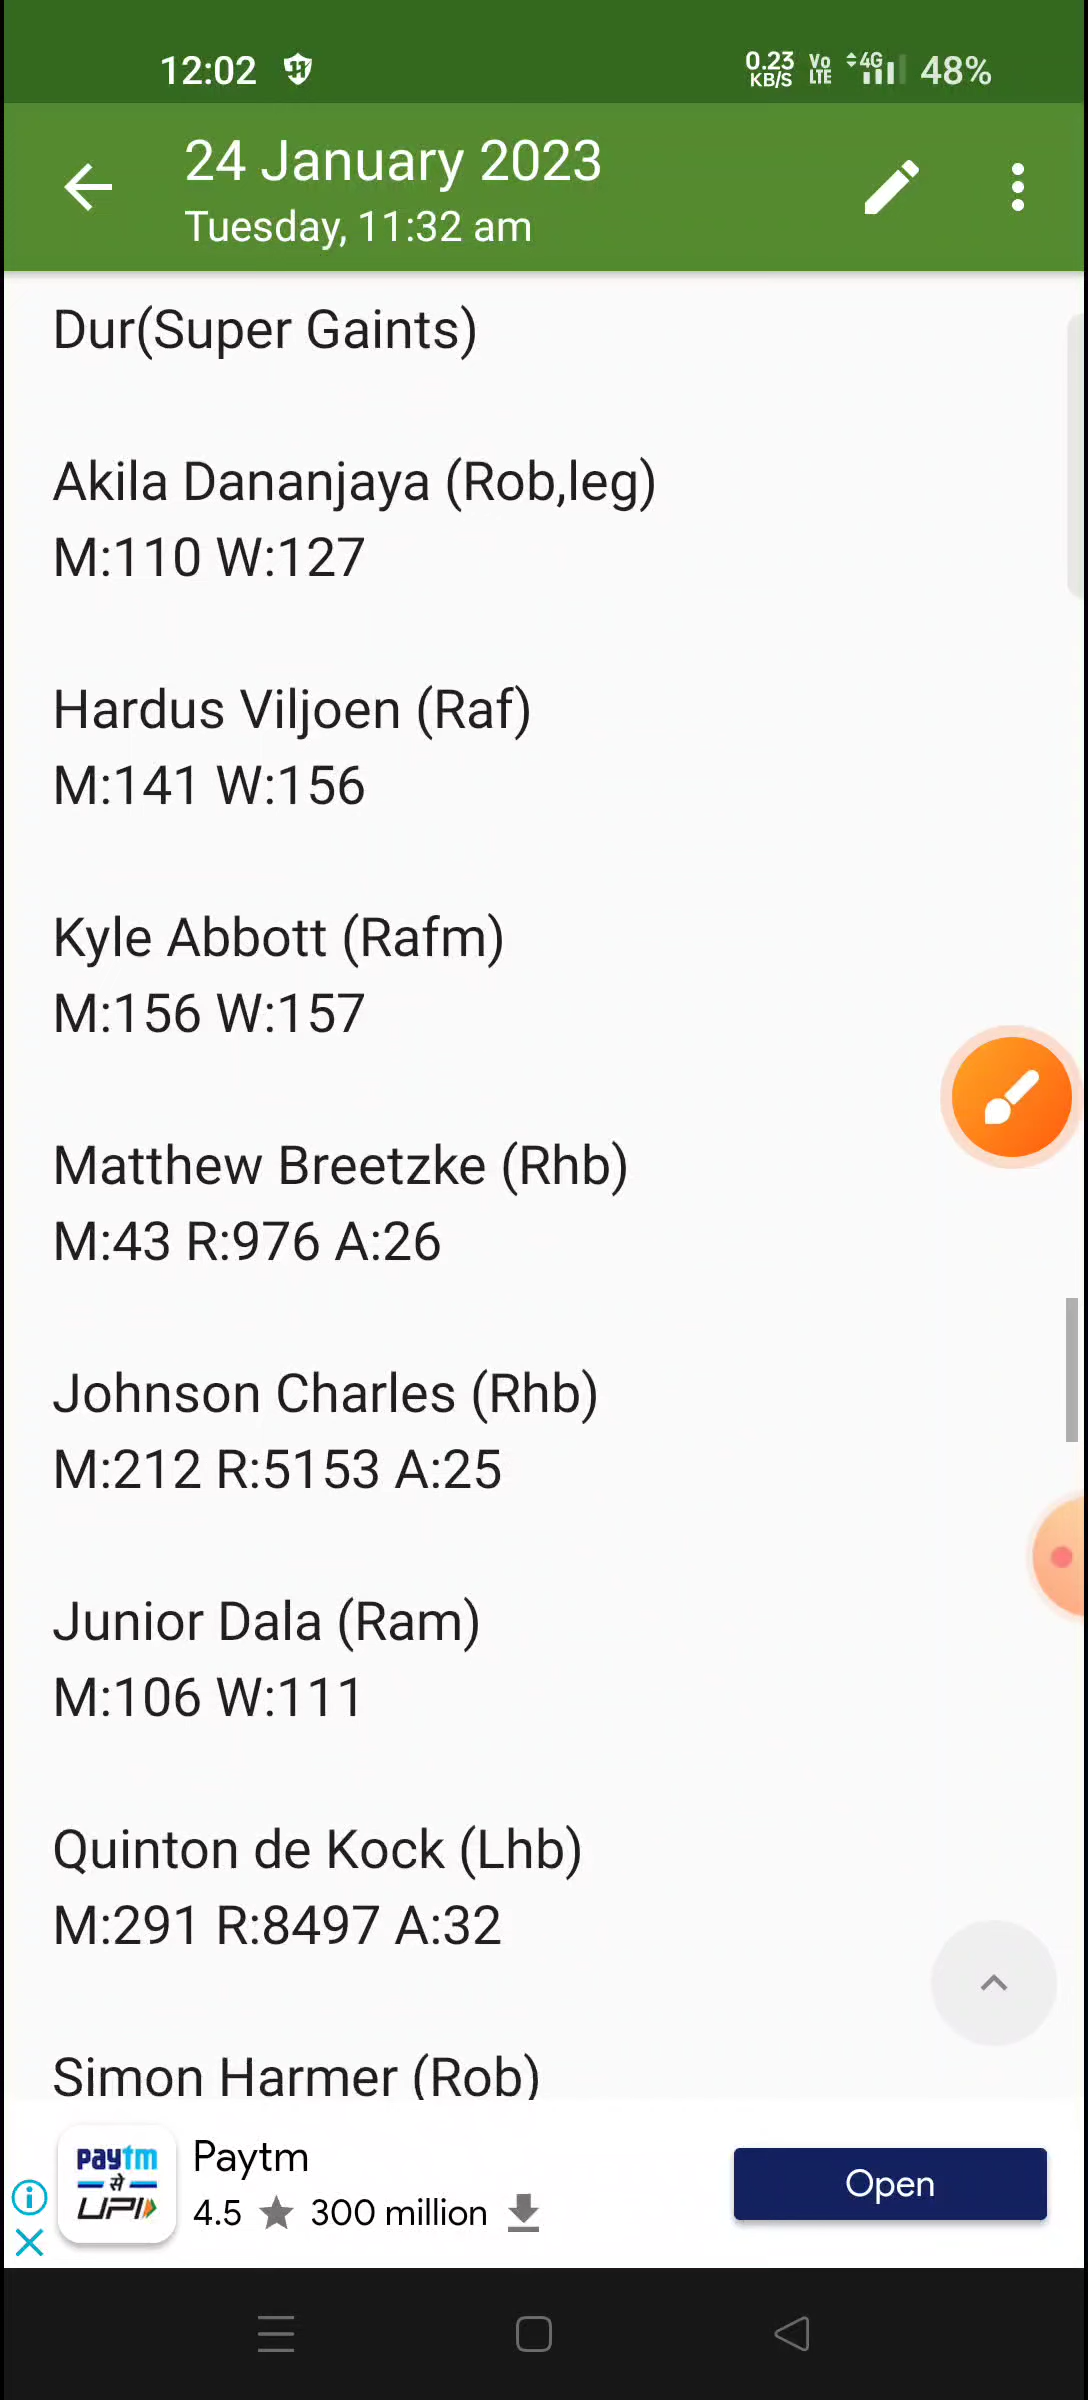 12:02
0.23 KB/S Vo LTE 4G 48%
24 January 2023
Tuesday, 11:32 am
Dur(Super Gaints)
Akila Dananjaya (Rob,leg)
M:110 W:127
Hardus Viljoen (Raf)
M:141 W:156
Kyle Abbott (Rafm)
M:156 W:157
Matthew Breetzke (Rhb)
M:43 R:976 A:26
Johnson Charles (Rhb)
M:212 R:5153 A:25
Junior Dala (Ram)
M:106 W:111
Quinton de Kock (Lhb)
M:291 R:8497 A:32
Simon Harmer (Rob)
paytm
से
UPI
Paytm
4.5 ★ 300 million
Open